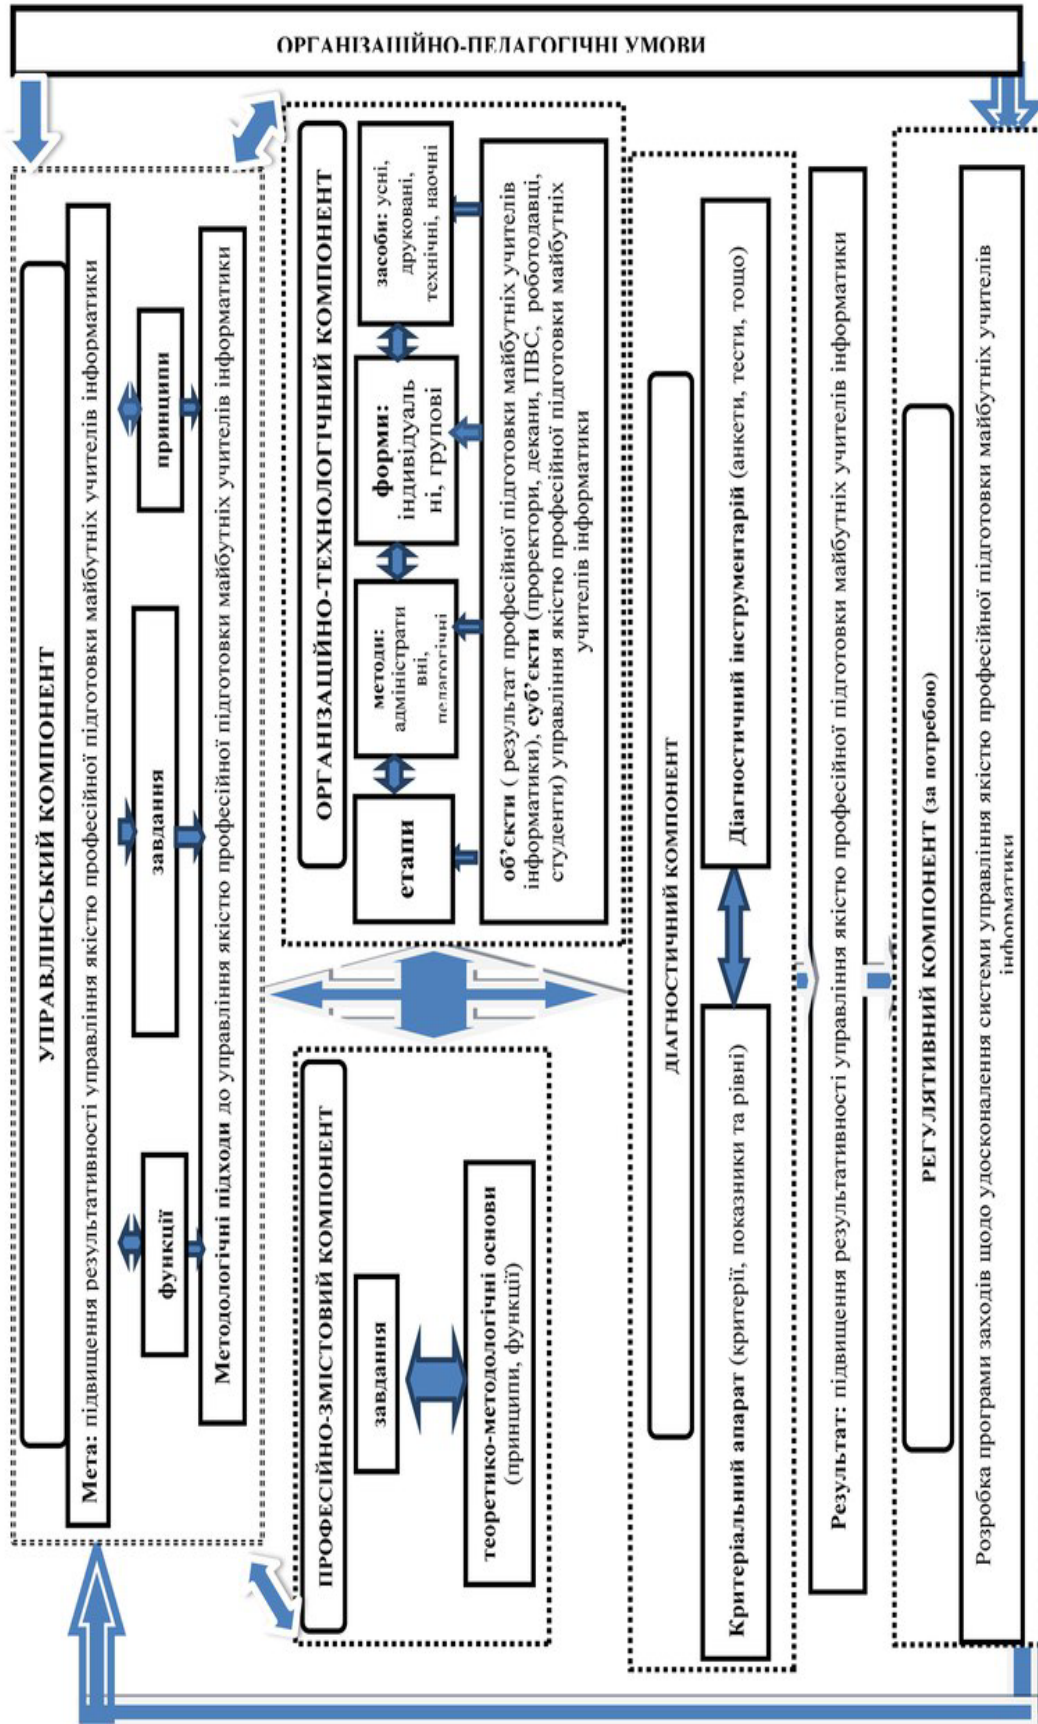 ОРГАНІЗАЦІЙНО-ПЕДАГОГІЧНІ УМОВИ
УПРАВЛІНСЬКИЙ КОМПОНЕНТ
Мета: підвищення результативності управління якістю професійної підготовки майбутніх учителів інформатики
функції
завдання
принципи
Методологічні підходи до управління якістю професійної підготовки майбутніх учителів інформатики
ПРОФЕСІЙНО-ЗМІСТОВИЙ КОМПОНЕНТ
завдання
теоретико-методологічні основи
(принципи, функції)
ОРГАНІЗАЦІЙНО-ТЕХНОЛОГІЧНИЙ КОМПОНЕНТ
етапи
методи:
адміністрати
вні,
педагогічні
форми:
індивідуаль
ні, групові
засоби: усні,
друковані,
технічні, наочні
об’єкти ( результат професійної підготовки майбутніх учителів
інформатики), суб’єкти (проректори, декани, ПВС, роботодавці,
студенти) управління якістю професійної підготовки майбутніх
учителів інформатики
ДІАГНОСТИЧНИЙ КОМПОНЕНТ
Критеріальний апарат (критерії, показники та рівні)
Діагностичний інструментарій (анкети, тести, тощо)
Результат: підвищення результативності управління якістю професійної підготовки майбутніх учителів інформатики
РЕГУЛЯТИВНИЙ КОМПОНЕНТ (за потребою)
Розробка програми заходів щодо удосконалення системи управління якістю професійної підготовки майбутніх учителів
інформатики